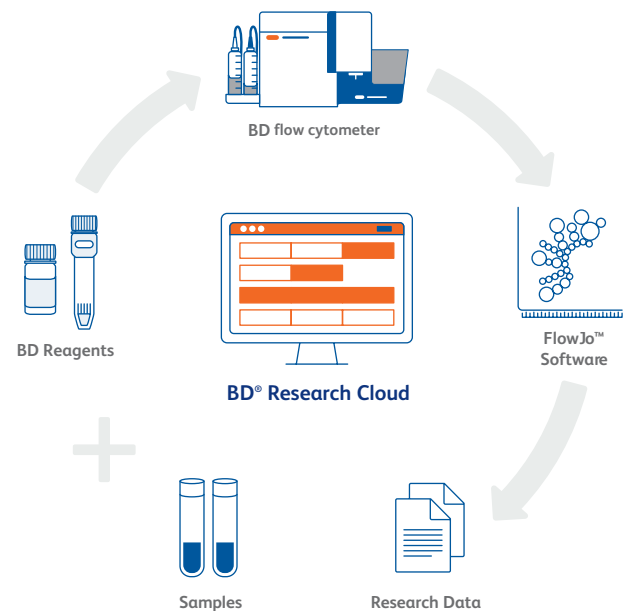 BD flow cytometer
BD Reagents
FlowJo™
Software
BD® Research Cloud
Samples
Research Data